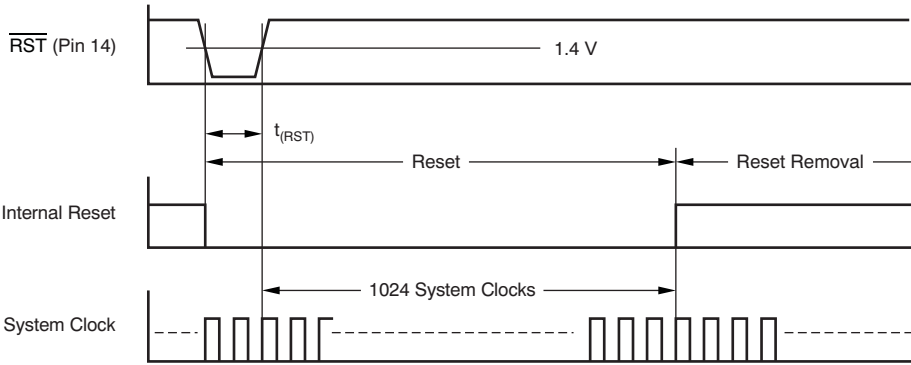 RST (Pin 14)
1.4 V
t(RST)
Reset
Reset Removal
Internal Reset
1024 System Clocks
System Clock